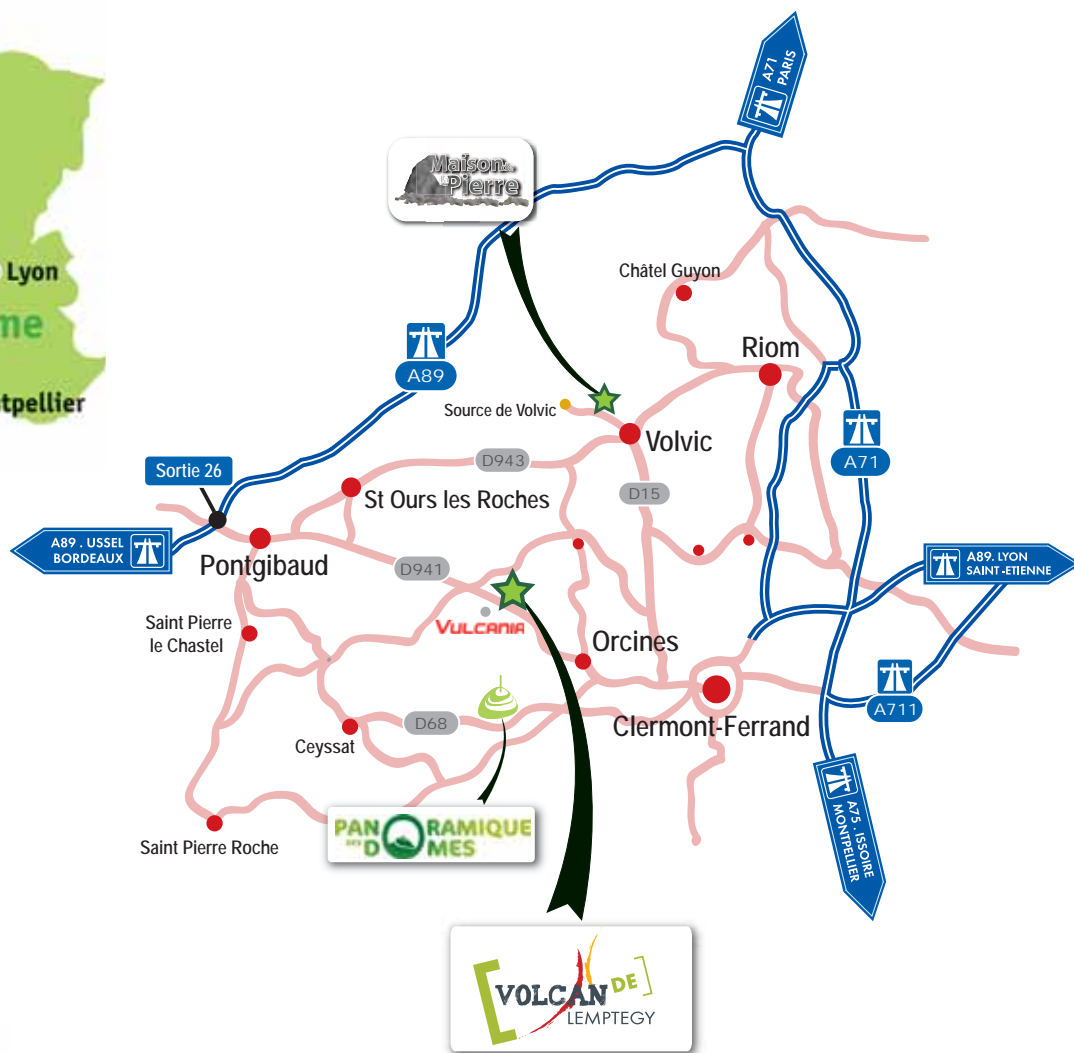 A71
PARIS
Maison de
la
Pierre
Lyon
Châtel Guyon
me
Riom
A89
tpellier
Source de Volvic
Volvic
A71
D943
Sortie 26
D15
St Ours les Roches
A89 . USSEL
BORDEAUX
Pontgibaud
D941
A89. LYON
SAINT-ETIENNE
Saint Pierre
le Chastel
VULCANIA
Orcines
A711
D68
Clermont-Ferrand
Ceyssat
PANORAMIQUE
DES DÔMES
A75 . ISSOIRE
MONTPELLIER
Saint Pierre Roche
VOLCAN DE
LEMPTEGY